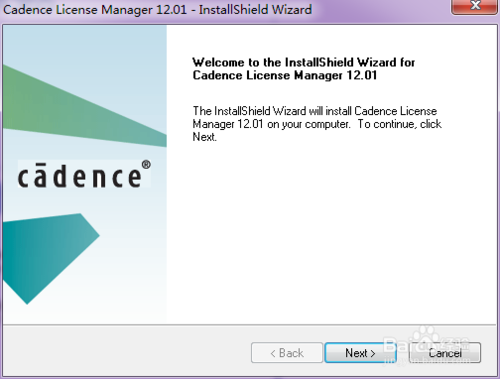 Cadence License Manager 12.01 - InstallShield Wizard
Welcome to the InstallShield Wizard for
Cadence License Manager 12.01
The InstallShield Wizard will install Cadence License
Manager 12.01 on your computer. To continue, click
Next.
cādence®
< Back
Next >
Cancel